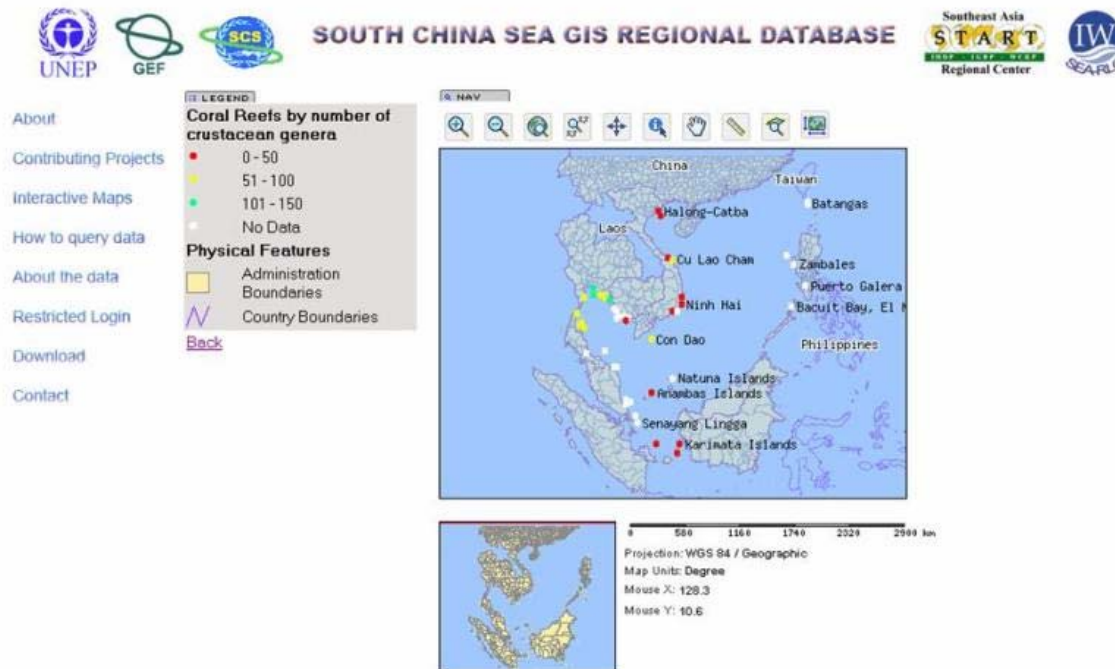 UNEP
GEF
SCS
SOUTH CHINA SEA GIS REGIONAL DATABASE
Southeast Asia
START
Regional Center
IW
About
Contributing Projects
Interactive Maps
How to query data
About the data
Restricted Login
Download
Contact
LEGEND
Coral Reefs by number of
crustacean genera
0 - 50
51 - 100
101 - 150
No Data
Physical Features
Administration
Boundaries
Country Boundaries
Back
NAV
China
Taiwan
Batangas
Halong-Catba
Laos
Cu Lao Cham
Zambales
Puerto Galera
Ninh Hai
Bacuit Bay, El
Con Dao
Philippines
Natuna Islands
Anambas Islands
Senayang Lingga
Karimata Islands
0 580 1160 1740 2320 2900 km
Projection: WGS 84 / Geographic
Map Units: Degree
Mouse X: 128.3
Mouse Y: 10.6